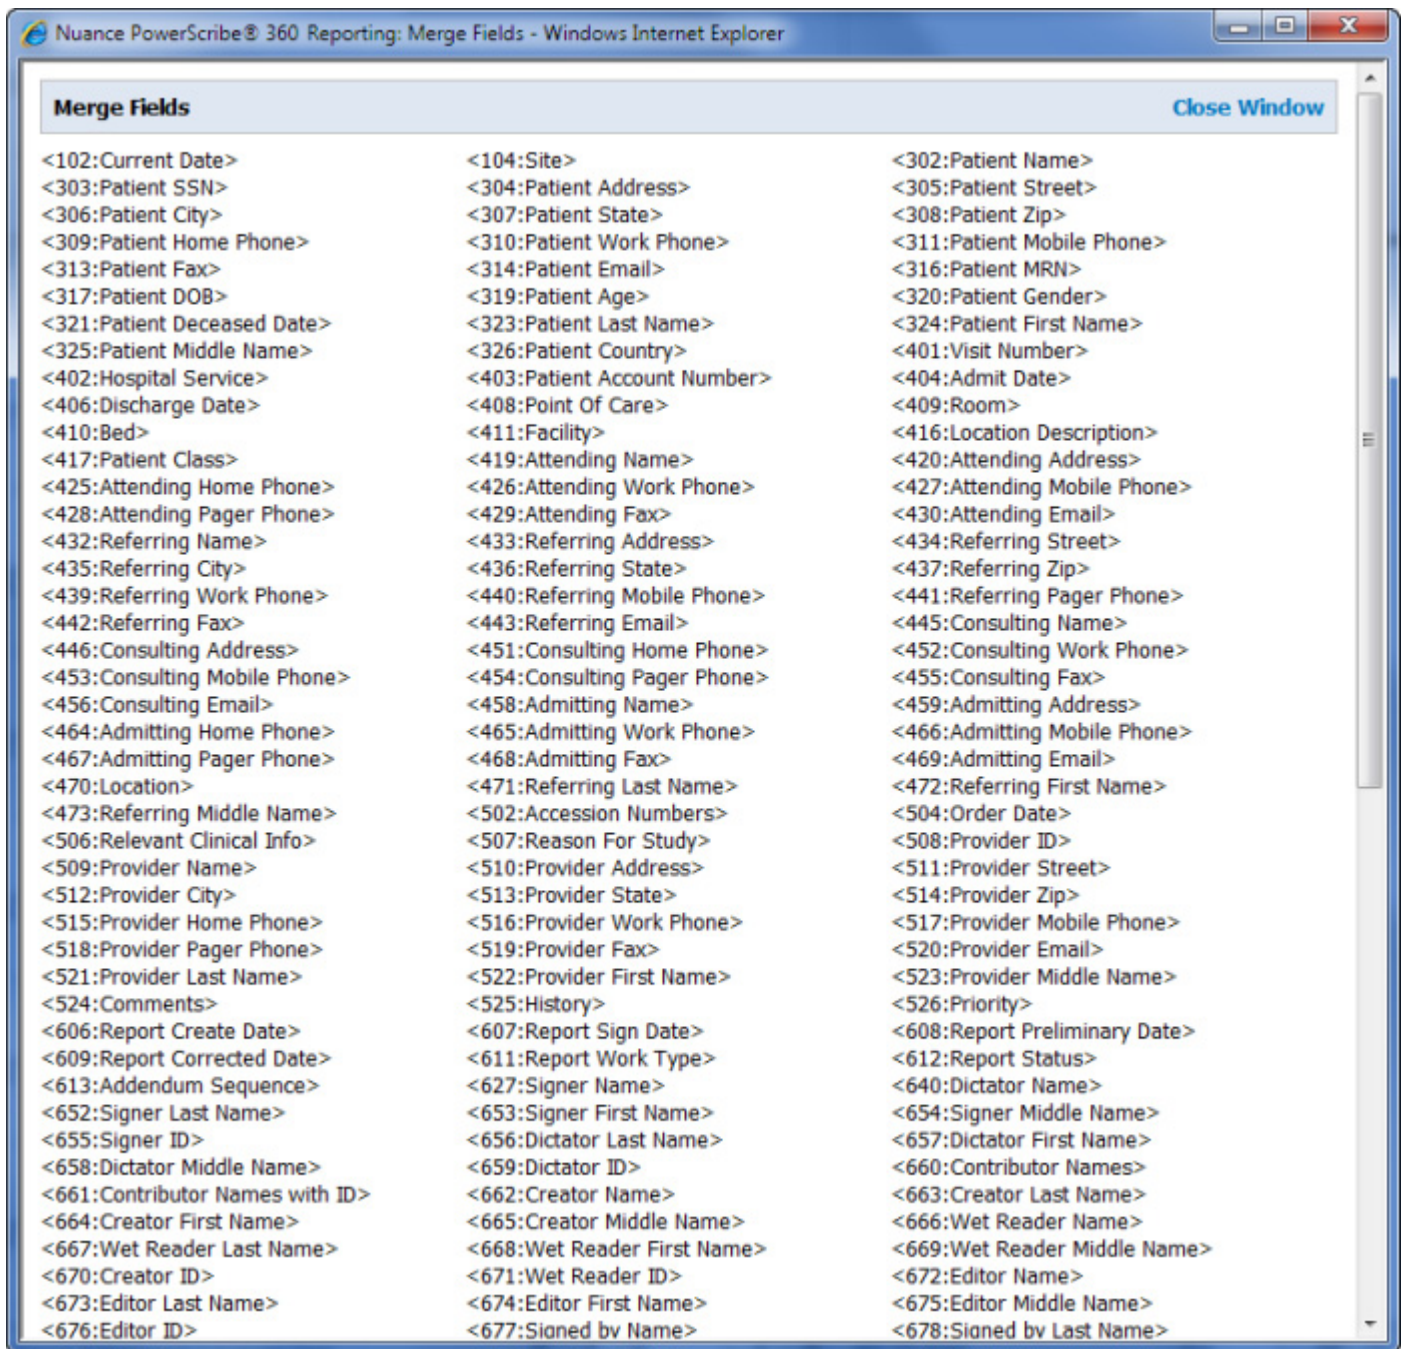 Nuance PowerScribe® 360 Reporting: Merge Fields - Windows Internet Explorer
Merge Fields Close Window
<102:Current Date> <104:Site> <302:Patient Name>
<303:Patient SSN> <304:Patient Address> <305:Patient Street>
<306:Patient City> <307:Patient State> <308:Patient Zip>
<309:Patient Home Phone> <310:Patient Work Phone> <311:Patient Mobile Phone>
<313:Patient Fax> <314:Patient Email> <316:Patient MRN>
<317:Patient DOB> <319:Patient Age> <320:Patient Gender>
<321:Patient Deceased Date> <323:Patient Last Name> <324:Patient First Name>
<325:Patient Middle Name> <326:Patient Country> <401:Visit Number>
<402:Hospital Service> <403:Patient Account Number> <404:Admit Date>
<406:Discharge Date> <408:Point Of Care> <409:Room>
<410:Bed> <411:Facility> <416:Location Description>
<417:Patient Class> <419:Attending Name> <420:Attending Address>
<425:Attending Home Phone> <426:Attending Work Phone> <427:Attending Mobile Phone>
<428:Attending Pager Phone> <429:Attending Fax> <430:Attending Email>
<432:Referring Name> <433:Referring Address> <434:Referring Street>
<435:Referring City> <436:Referring State> <437:Referring Zip>
<439:Referring Work Phone> <440:Referring Mobile Phone> <441:Referring Pager Phone>
<442:Referring Fax> <443:Referring Email> <445:Consulting Name>
<446:Consulting Address> <451:Consulting Home Phone> <452:Consulting Work Phone>
<453:Consulting Mobile Phone> <454:Consulting Pager Phone> <455:Consulting Fax>
<456:Consulting Email> <458:Admitting Name> <459:Admitting Address>
<464:Admitting Home Phone> <465:Admitting Work Phone> <466:Admitting Mobile Phone>
<467:Admitting Pager Phone> <468:Admitting Fax> <469:Admitting Email>
<470:Location> <471:Referring Last Name> <472:Referring First Name>
<473:Referring Middle Name> <502:Accession Numbers> <504:Order Date>
<506:Relevant Clinical Info> <507:Reason For Study> <508:Provider ID>
<509:Provider Name> <510:Provider Address> <511:Provider Street>
<512:Provider City> <513:Provider State> <514:Provider Zip>
<515:Provider Home Phone> <516:Provider Work Phone> <517:Provider Mobile Phone>
<518:Provider Pager Phone> <519:Provider Fax> <520:Provider Email>
<521:Provider Last Name> <522:Provider First Name> <523:Provider Middle Name>
<524:Comments> <525:History> <526:Priority>
<606:Report Create Date> <607:Report Sign Date> <608:Report Preliminary Date>
<609:Report Corrected Date> <611:Report Work Type> <612:Report Status>
<613:Addendum Sequence> <627:Signer Name> <640:Dictator Name>
<652:Signer Last Name> <653:Signer First Name> <654:Signer Middle Name>
<655:Signer ID> <656:Dictator Last Name> <657:Dictator First Name>
<658:Dictator Middle Name> <659:Dictator ID> <660:Contributor Names>
<661:Contributor Names with ID> <662:Creator Name> <663:Creator Last Name>
<664:Creator First Name> <665:Creator Middle Name> <666:Wet Reader Name>
<667:Wet Reader Last Name> <668:Wet Reader First Name> <669:Wet Reader Middle Name>
<670:Creator ID> <671:Wet Reader ID> <672:Editor Name>
<673:Editor Last Name> <674:Editor First Name> <675:Editor Middle Name>
<676:Editor ID> <677:Signed by Name> <678:Signed by Last Name>